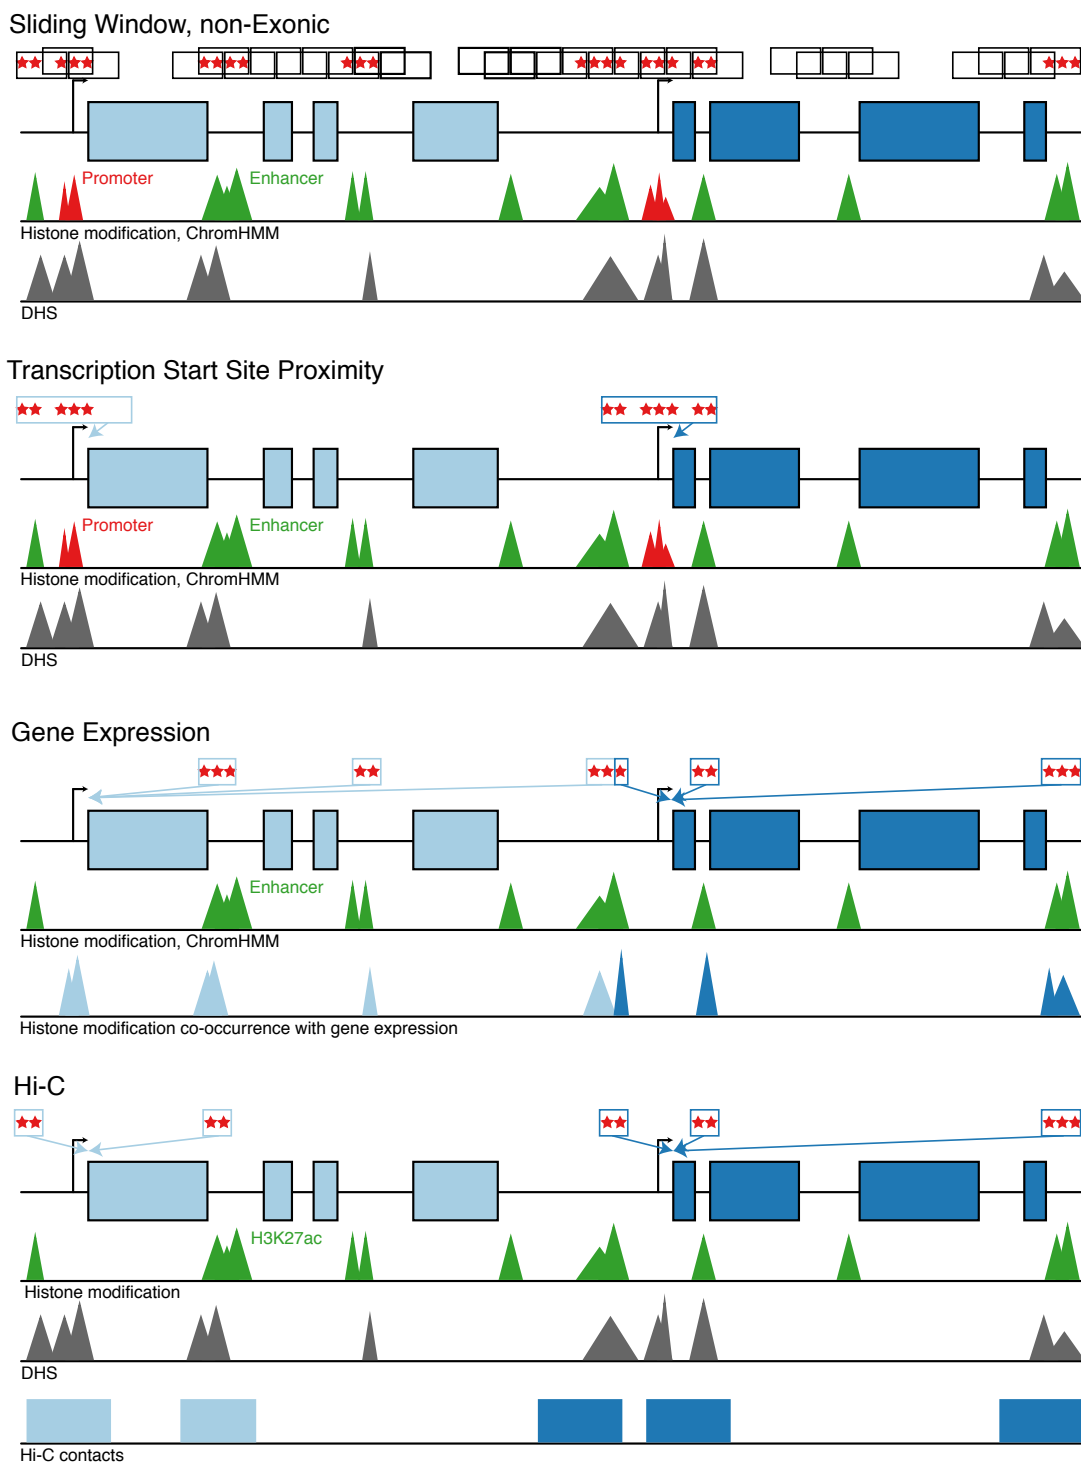 Sliding Window, non-Exonic
Promoter
Enhancer
Histone modification, ChromHMM
DHS
Transcription Start Site Proximity
Promoter
Enhancer
Histone modification, ChromHMM
DHS
Gene Expression
Enhancer
Histone modification, ChromHMM
Histone modification co-occurrence with gene expression
Hi-C
H3K27ac
Histone modification
DHS
Hi-C contacts